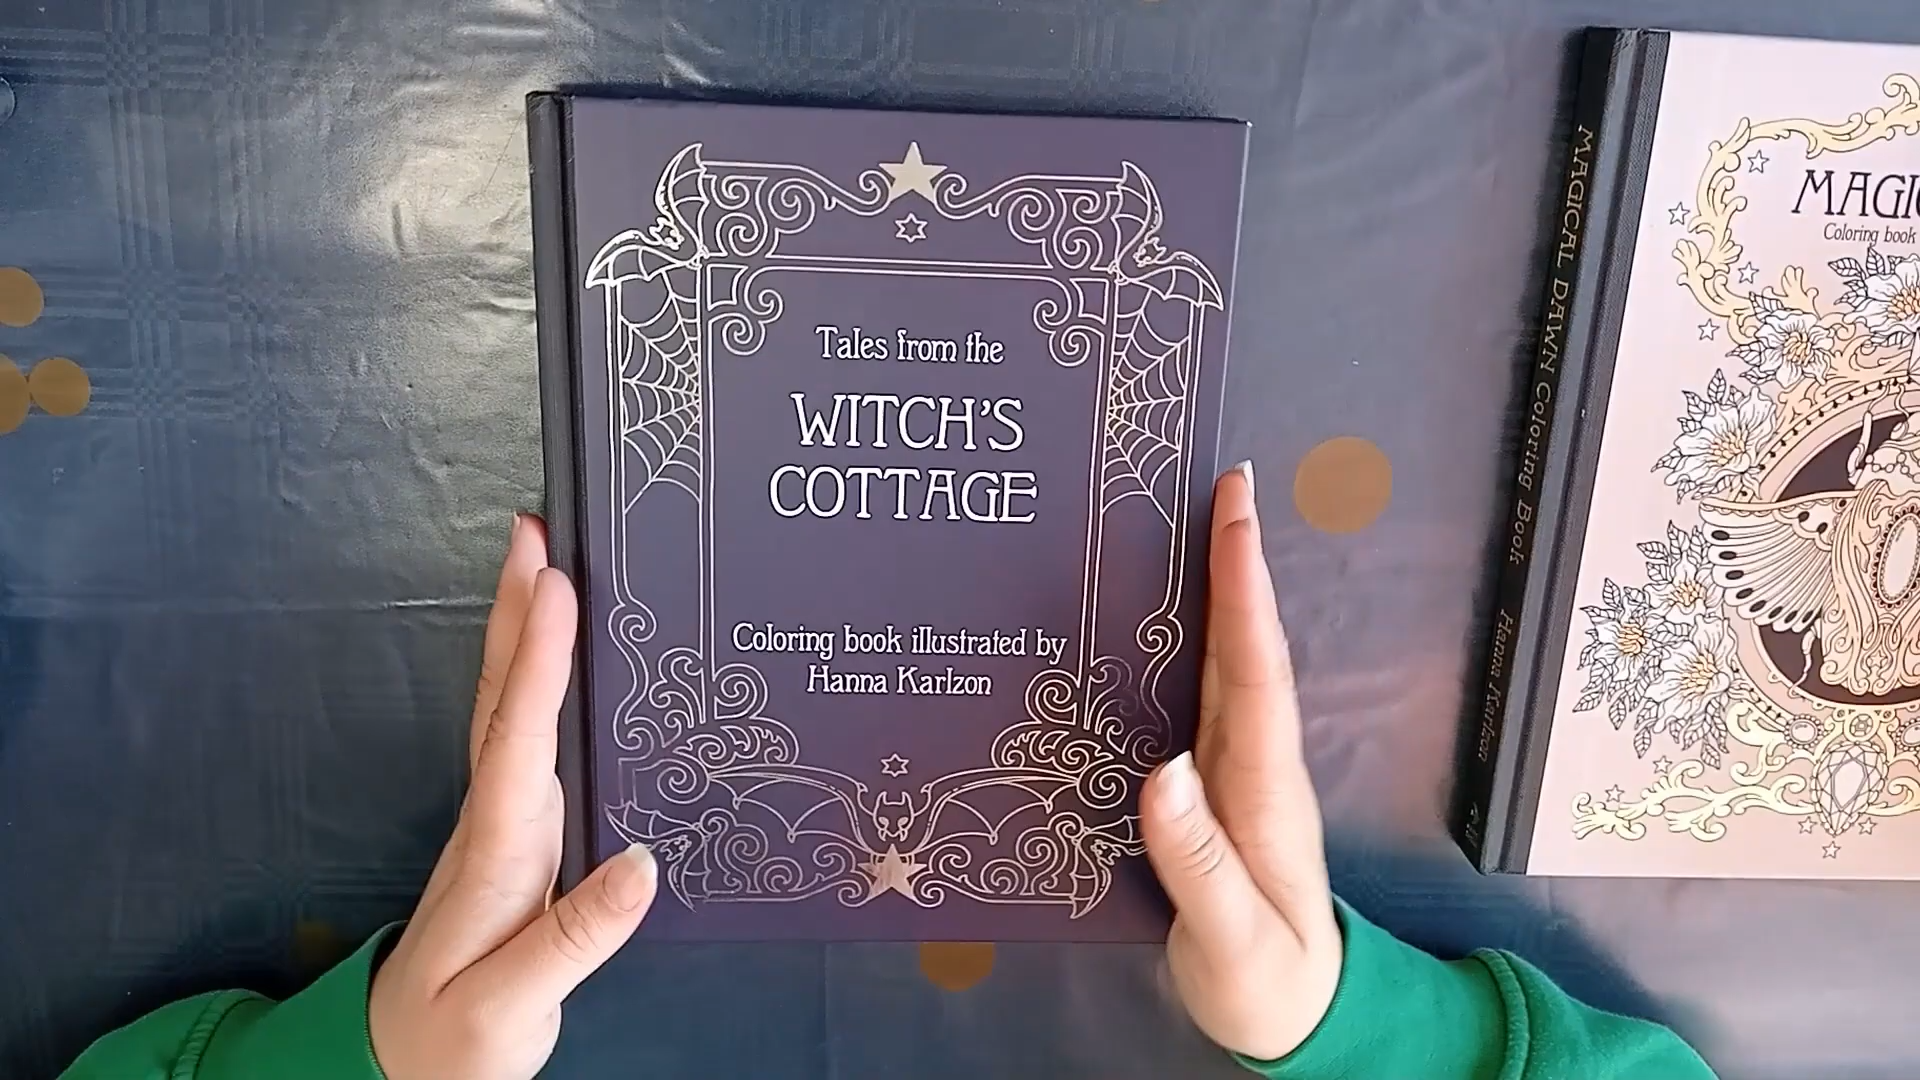 Tales from the
WITCH'S
COTTAGE
Coloring book illustrated by
Hanna Karlzon
MAGICAL DAWN Coloring Book Hanna Karlzon
Coloring book